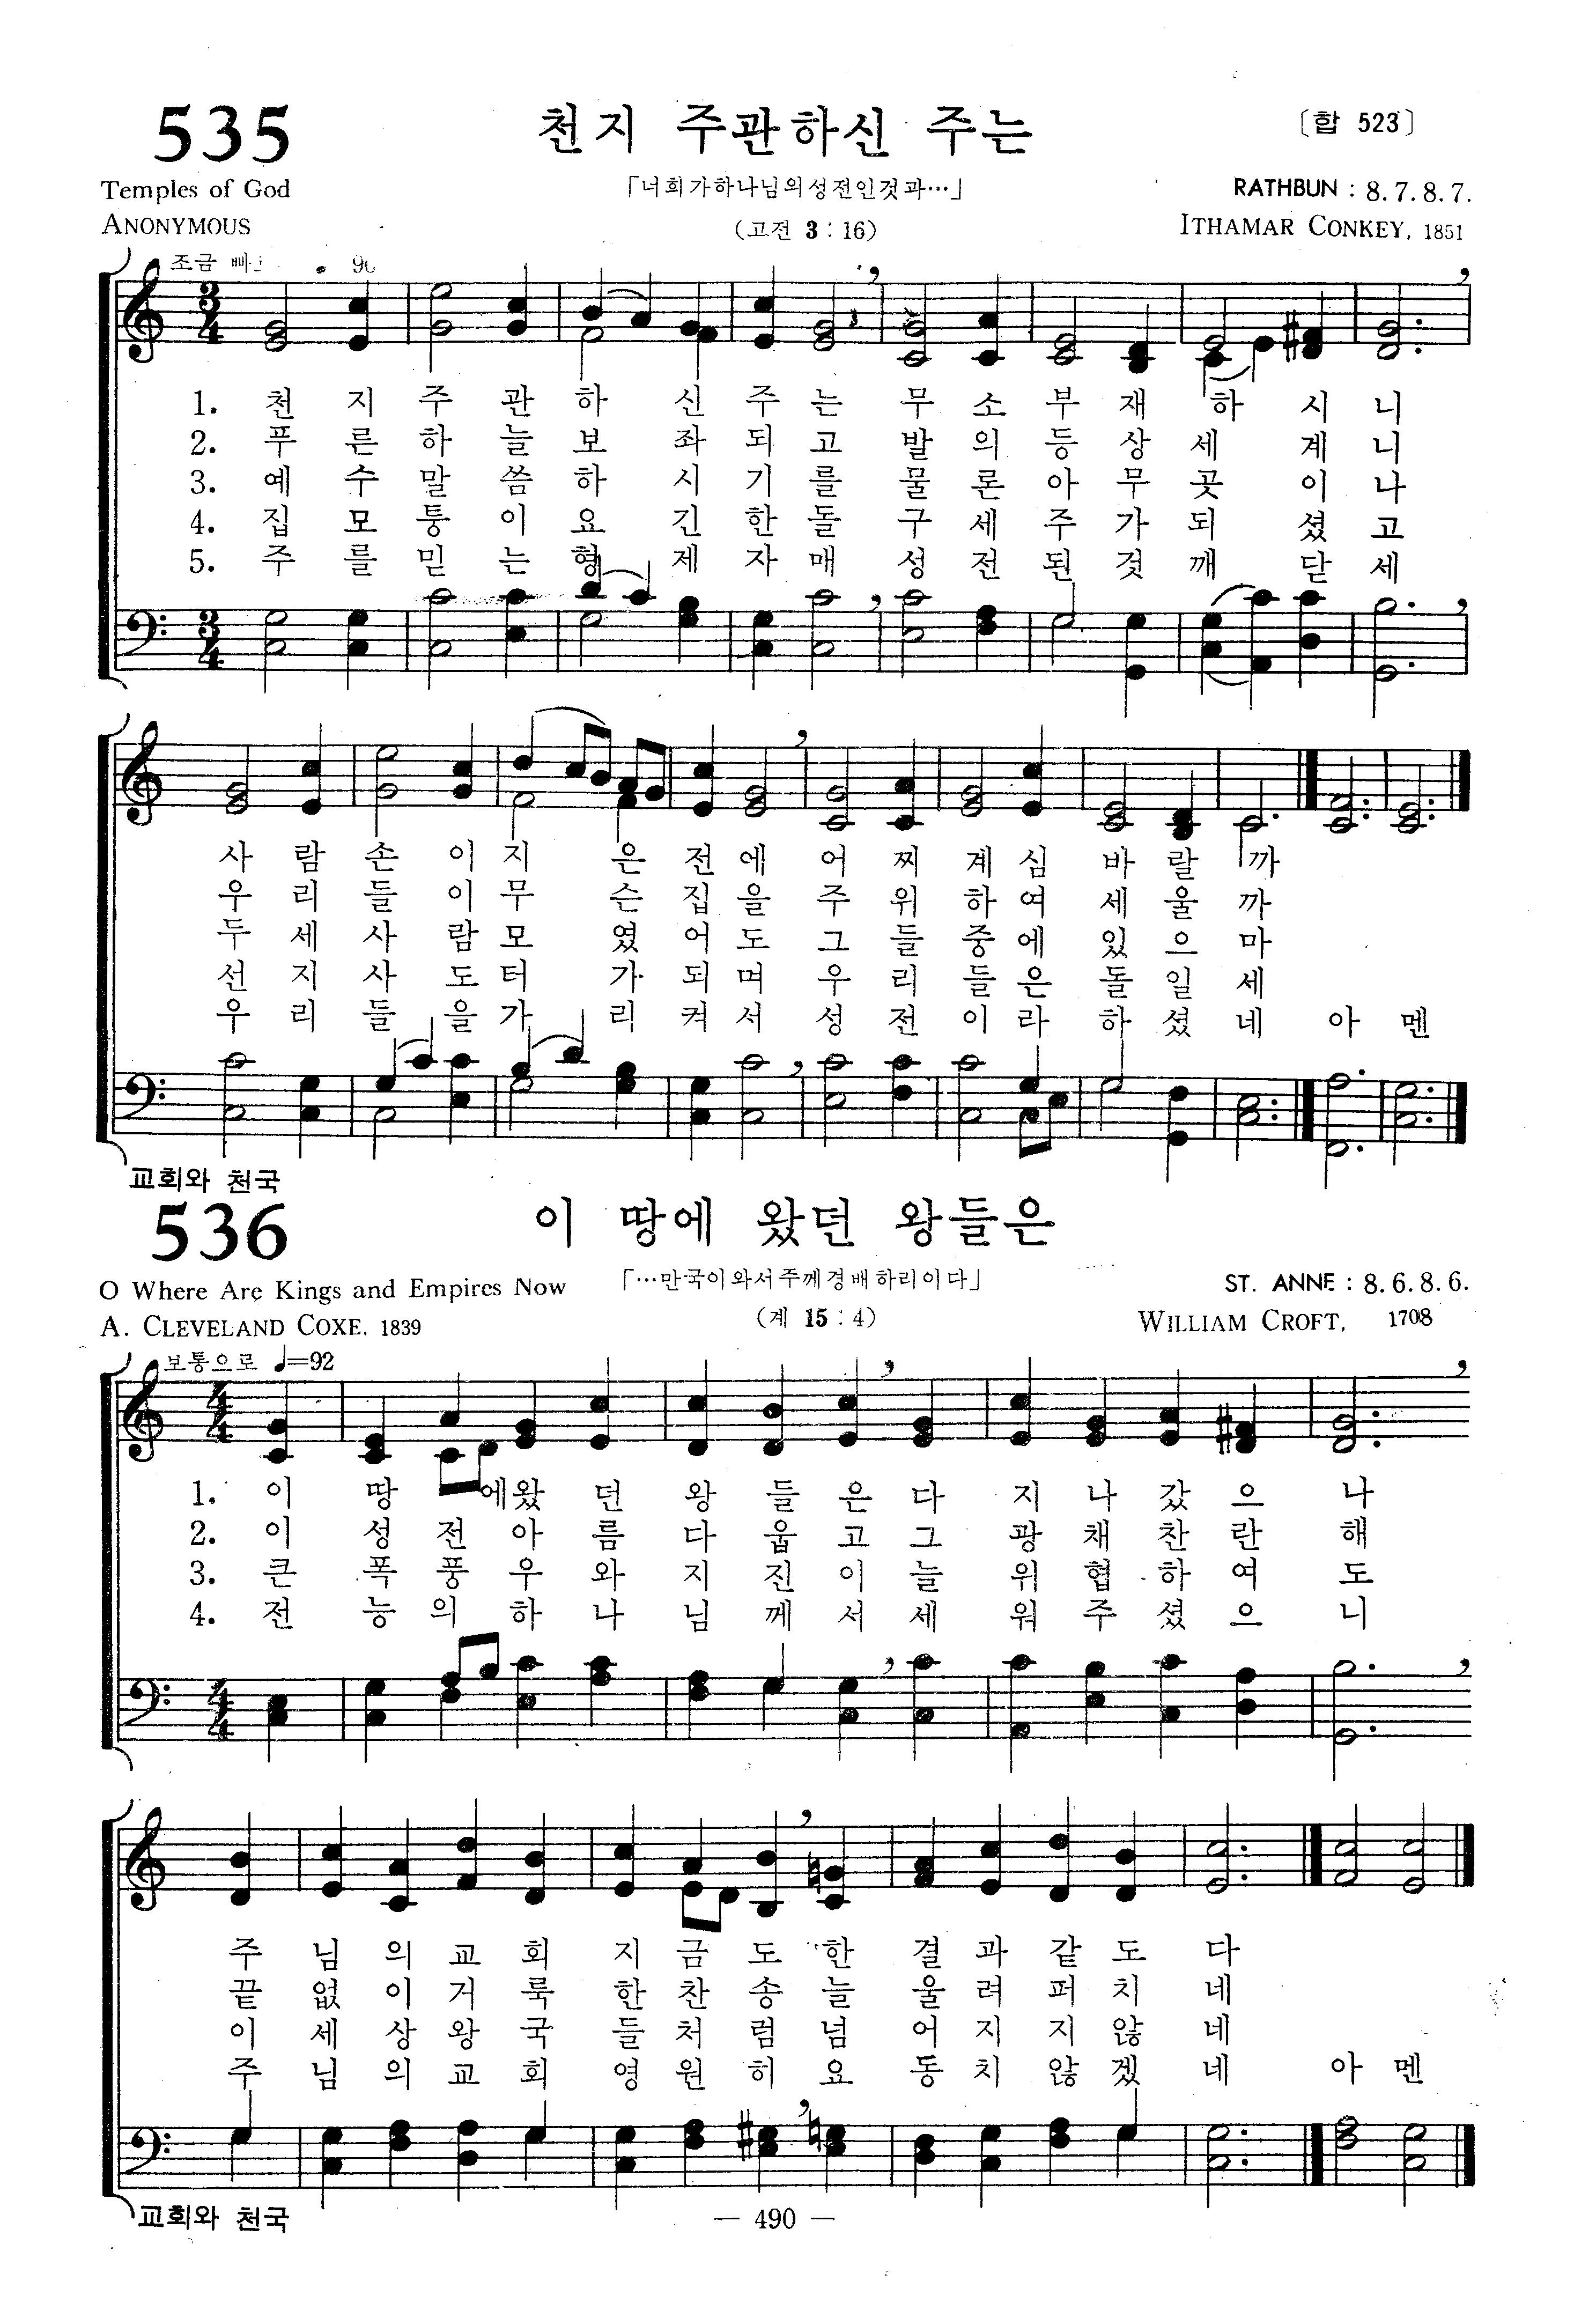 535
천지 주관하신 주는
〔합 523〕
Temples of God
「너희가하나님의성전인것과…」
RATHBUN : 8.7.8.7.
ANONYMOUS
(고전 3 : 16)
ITHAMAR CONKEY, 1851
조금
3/4
1. 천 지 주 관 하 신 주 는 무 소 부 재 하 시 니
2. 푸 른 하 늘 보 좌 되 고 발 의 등 상 세 계 니
3. 예 수 말 씀 하 시 기 를 물 론 아 무 곳 이 나
4. 집 모 퉁 이 요 긴 한 돌 구 세 주 가 되 셨 고
5. 주 를 믿 는 형 제 자 매 성 전 된 것 깨 닫 세
3/4
사 람 손 이 지 은 전 에 어 찌 계 심 바 랄 까
우 리 들 이 무 슨 집 을 주 위 하 여 세 울 까
두 세 사 람 모 였 어 도 그 들 중 에 있 으 마
선 지 사 도 터 가 되 며 우 리 들 은 돌 일 세
우 리 들 을 가 리 켜 서 성 전 이 라 하 셨 네 아 멘
교회와 천국
536
이 땅에 왔던 왕들은
O Where Are Kings and Empires Now
「…만국이와서주께경배하리이다」
ST. ANNE : 8.6.8.6.
A. CLEVELAND COXE. 1839
(계 15 : 4)
WILLIAM CROFT, 1708
보통으로 ♩=92
4/4
1. 이 땅 에 왔 던 왕 들 은 다 지 나 갔 으 나
2. 이 성 전 아 름 다 웁 고 그 광 채 찬 란 해
3. 큰 폭 풍 우 와 지 진 이 늘 위 협 하 여 도
4. 전 능 의 하 나 님 께 서 세 워 주 셨 으 니
4/4
주 님 의 교 회 지 금 도 한 결 과 같 도 다
끝 없 이 거 룩 한 찬 송 늘 울 려 퍼 치 네
이 세 상 왕 국 들 처 럼 넘 어 지 지 않 네
주 님 의 교 회 영 원 히 요 동 치 않 겠 네 아 멘
교회와 천국
— 490 —